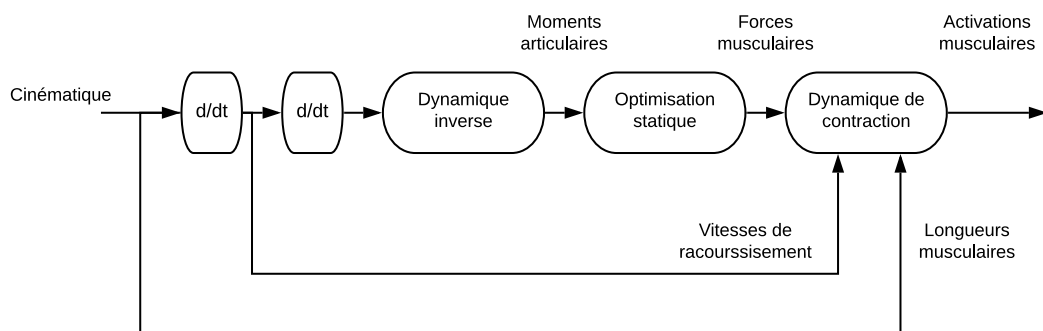 Moments
articulaires
Forces
musculaires
Activations
musculaires
Cinématique
d/dt
d/dt
Dynamique
inverse
Optimisation
statique
Dynamique de
contraction
Vitesses de
racourssisement
Longueurs
musculaires